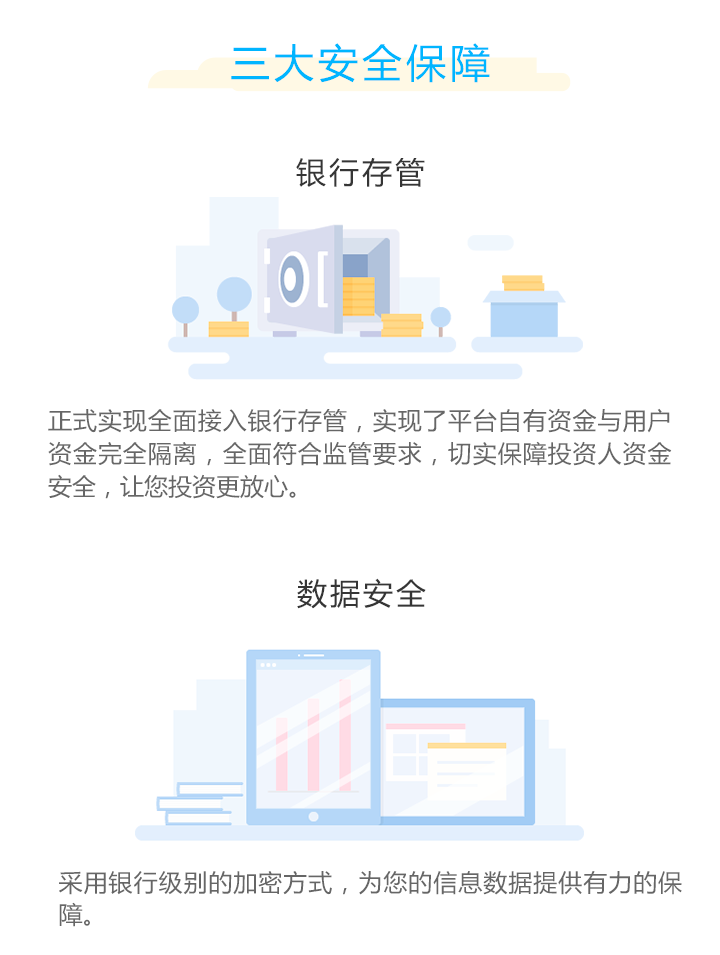 三大安全保障
银行存管
正式实现全面接入银行存管，实现了平台自有资金与用户
资金完全隔离，全面符合监管要求，切实保障投资人资金
安全，让您投资更放心。
数据安全
采用银行级别的加密方式，为您的信息数据提供有力的保
障。